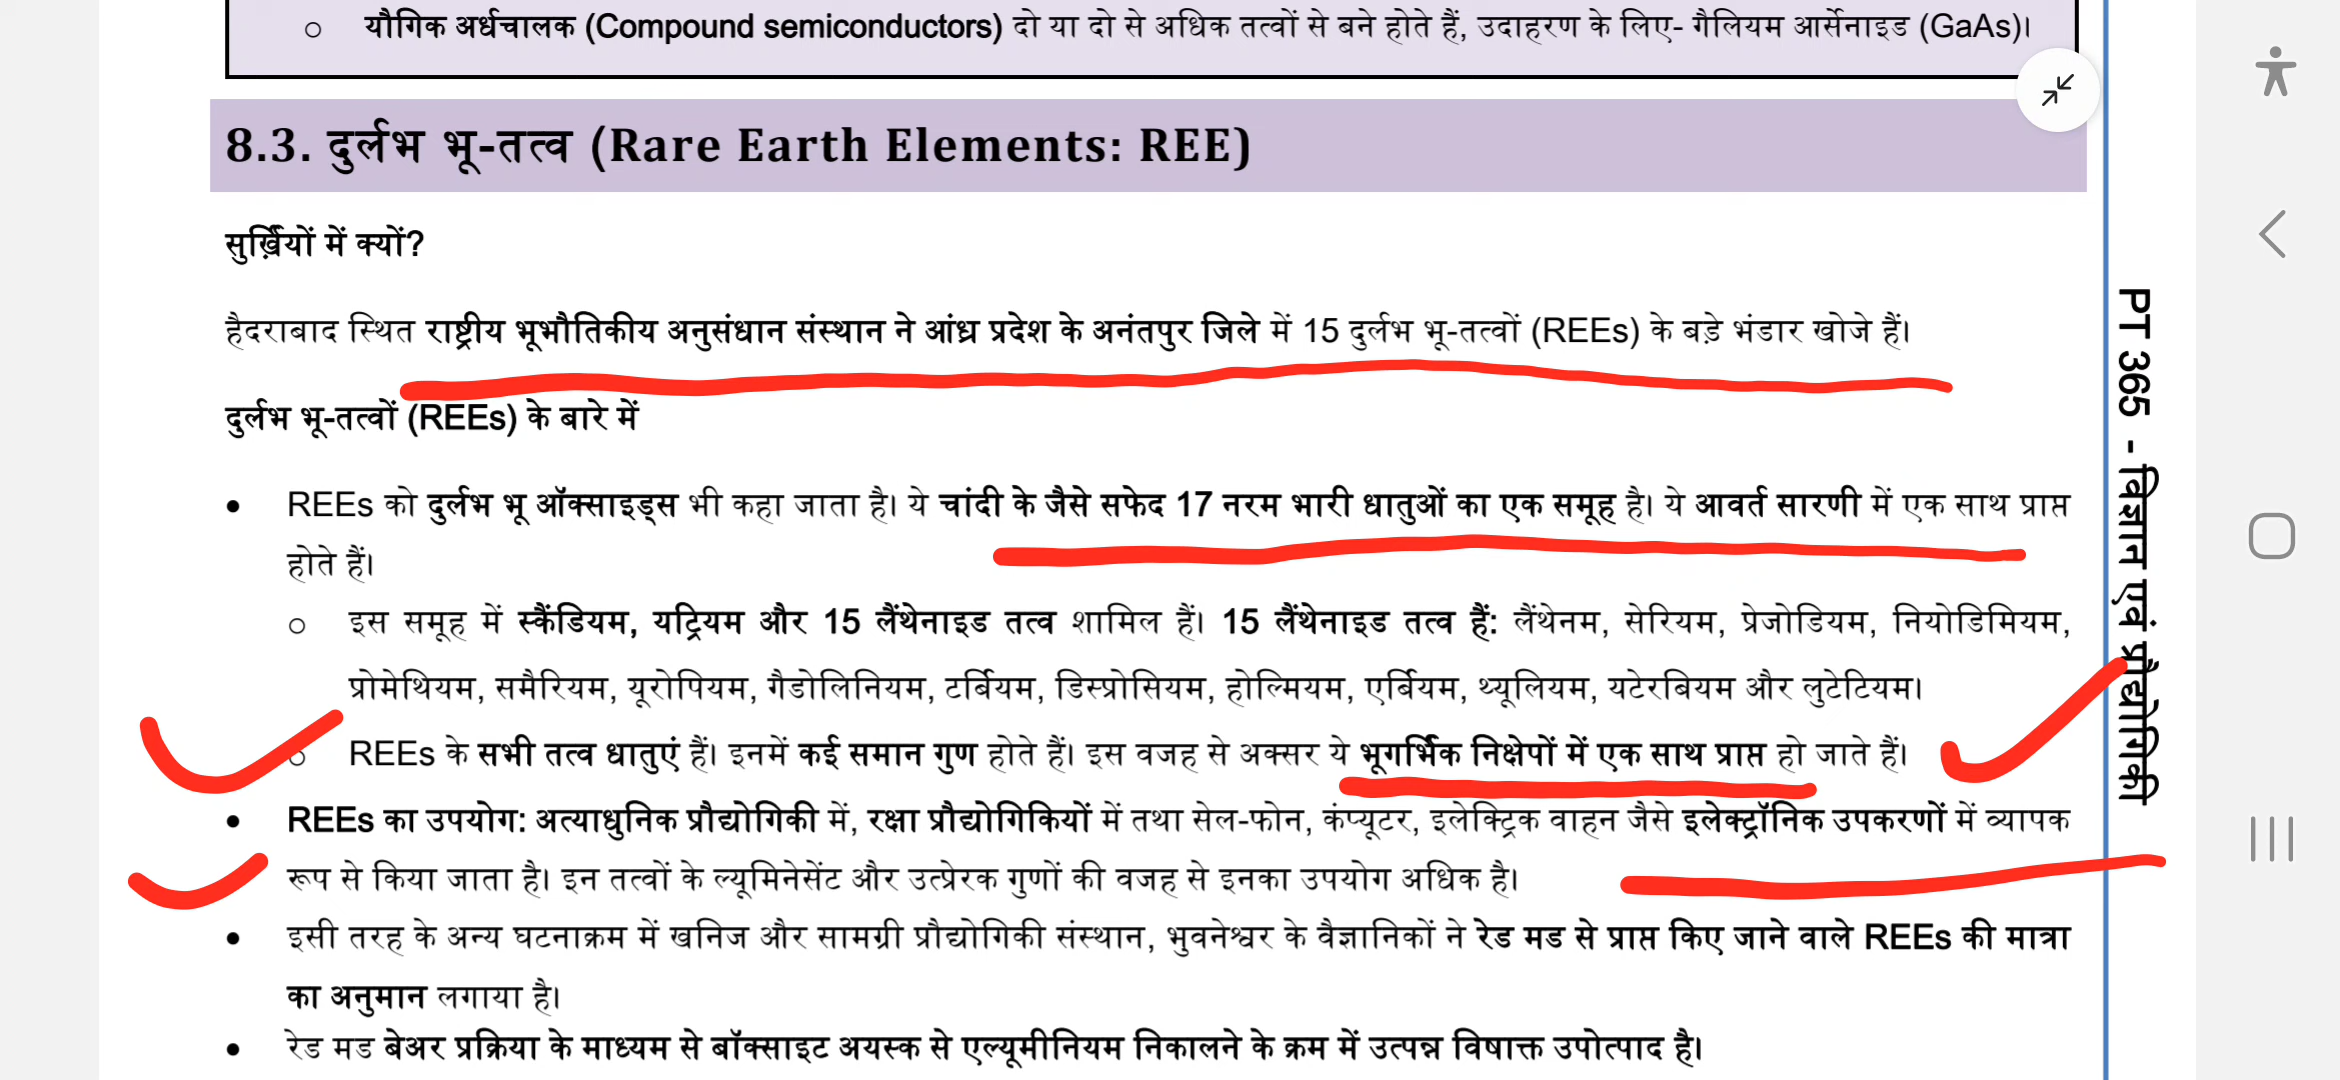 ○ यौगिक अर्धचालक (Compound semiconductors) दो या दो से अधिक तत्वों से बने होते हैं, उदाहरण के लिए- गैलियम आर्सेनाइड (GaAs)।
8.3. दुर्लभ भू-तत्व (Rare Earth Elements: REE)
सुर्ख़ियों में क्यों?
हैदराबाद स्थित राष्ट्रीय भूभौतिकीय अनुसंधान संस्थान ने आंध्र प्रदेश के अनंतपुर जिले में 15 दुर्लभ भू-तत्वों (REEs) के बड़े भंडार खोजे हैं।
दुर्लभ भू-तत्वों (REEs) के बारे में
● REEs को दुर्लभ भू ऑक्साइड्स भी कहा जाता है। ये चांदी के जैसे सफेद 17 नरम भारी धातुओं का एक समूह है। ये आवर्त सारणी में एक साथ प्राप्त
होते हैं।
○ इस समूह में स्कैंडियम, यट्रियम और 15 लैंथेनाइड तत्व शामिल हैं। 15 लैंथेनाइड तत्व हैं: लैंथेनम, सेरियम, प्रेजोडियम, नियोडिमियम,
प्रोमेथियम, समैरियम, यूरोपियम, गैडोलिनियम, टर्बियम, डिस्प्रोसियम, होल्मियम, एर्बियम, थ्यूलियम, यटेरबियम और लुटेटियम।
○ REEs के सभी तत्व धातुएं हैं। इनमें कई समान गुण होते हैं। इस वजह से अक्सर ये भूगर्भिक निक्षेपों में एक साथ प्राप्त हो जाते हैं।
● REEs का उपयोग: अत्याधुनिक प्रौद्योगिकी में, रक्षा प्रौद्योगिकियों में तथा सेल-फोन, कंप्यूटर, इलेक्ट्रिक वाहन जैसे इलेक्ट्रॉनिक उपकरणों में व्यापक
रूप से किया जाता है। इन तत्वों के ल्यूमिनेसेंट और उत्प्रेरक गुणों की वजह से इनका उपयोग अधिक है।
● इसी तरह के अन्य घटनाक्रम में खनिज और सामग्री प्रौद्योगिकी संस्थान, भुवनेश्वर के वैज्ञानिकों ने रेड मड से प्राप्त किए जाने वाले REEs की मात्रा
का अनुमान लगाया है।
● रेड मड बेअर प्रक्रिया के माध्यम से बॉक्साइट अयस्क से एल्यूमीनियम निकालने के क्रम में उत्पन्न विषाक्त उपोत्पाद है।
PT 365 - विज्ञान एवं प्रौद्योगिकी